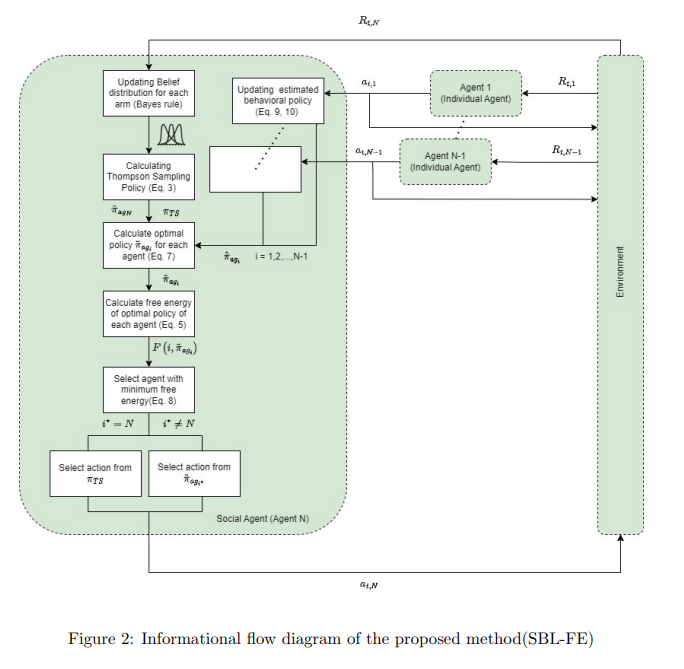 R_{t,N}
Updating Belief
distribution for each
arm (Bayes rule)
Updating estimated
behavioral policy
(Eq. 9, 10)
a_{t,1}
Agent 1
(Individual Agent)
R_{t,1}
Calculating
Thompson Sampling
Policy (Eq. 3)
a_{t,N-1}
Agent N-1
(Individual Agent)
R_{t,N-1}
π̂_{ag_N} π_{TS}
Calculate optimal
policy π̃_{ag_i} for each
agent (Eq. 7)
π̂_{ag_i} i = 1,2,...,N-1
π̃_{ag_i}
Calculate free energy
of optimal policy of
each agent (Eq. 5)
F(i, π̃_{ag_i})
Select agent with
minimum free
energy(Eq. 8)
i* = N i* ≠ N
Select action from
π_{TS}
Select action from
π̃_{ag_{i*}}
Social Agent (Agent N)
Environment
a_{t,N}
Figure 2: Informational flow diagram of the proposed method(SBL-FE)